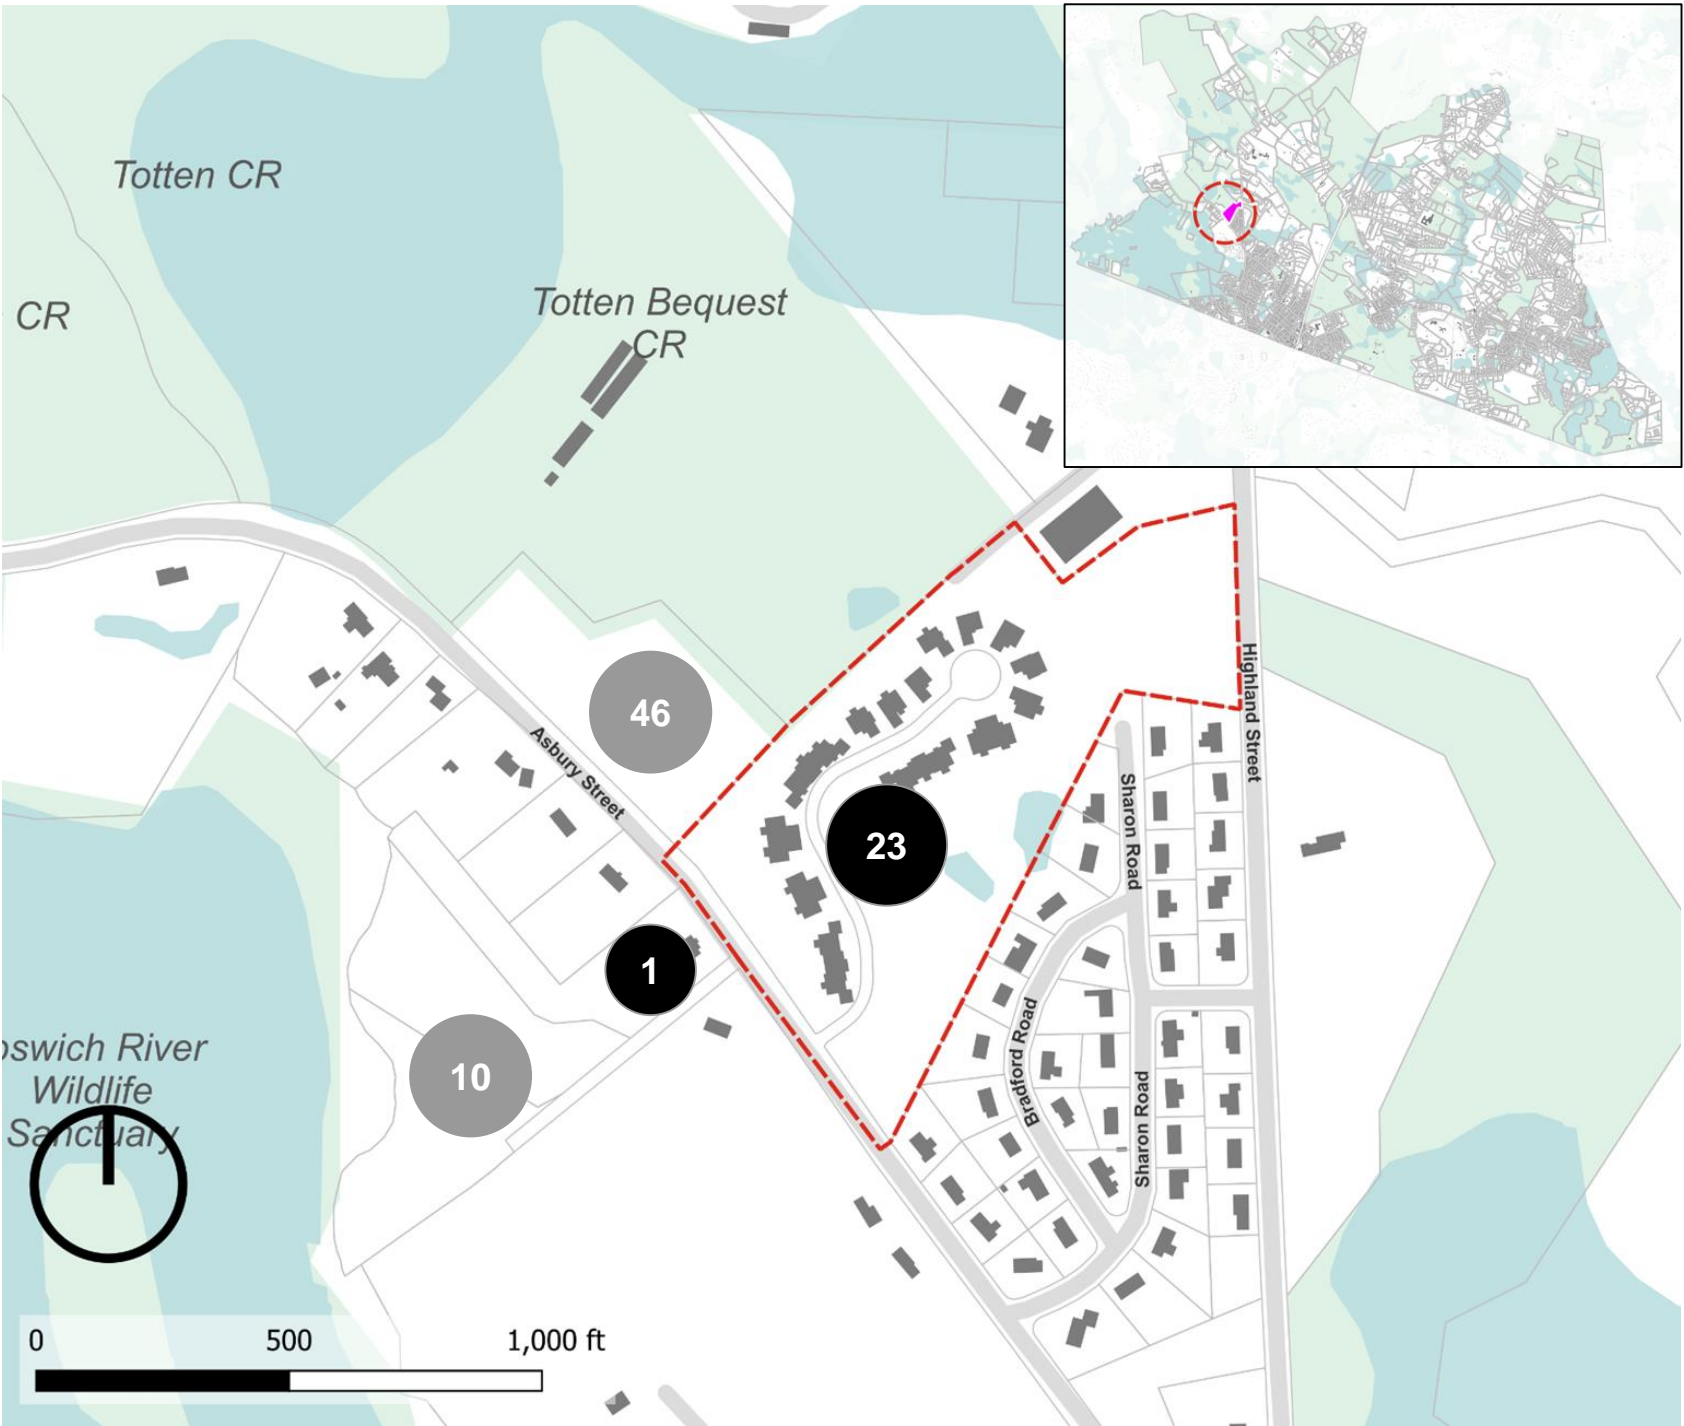 Totten CR
CR
Totten Bequest
CR
46
Asbury Street
23
1
10
Highland Street
Sharon Road
Bradford Road
Sharon Road
pswich River
Wildlife
Sanctuary
0 500 1,000 ft